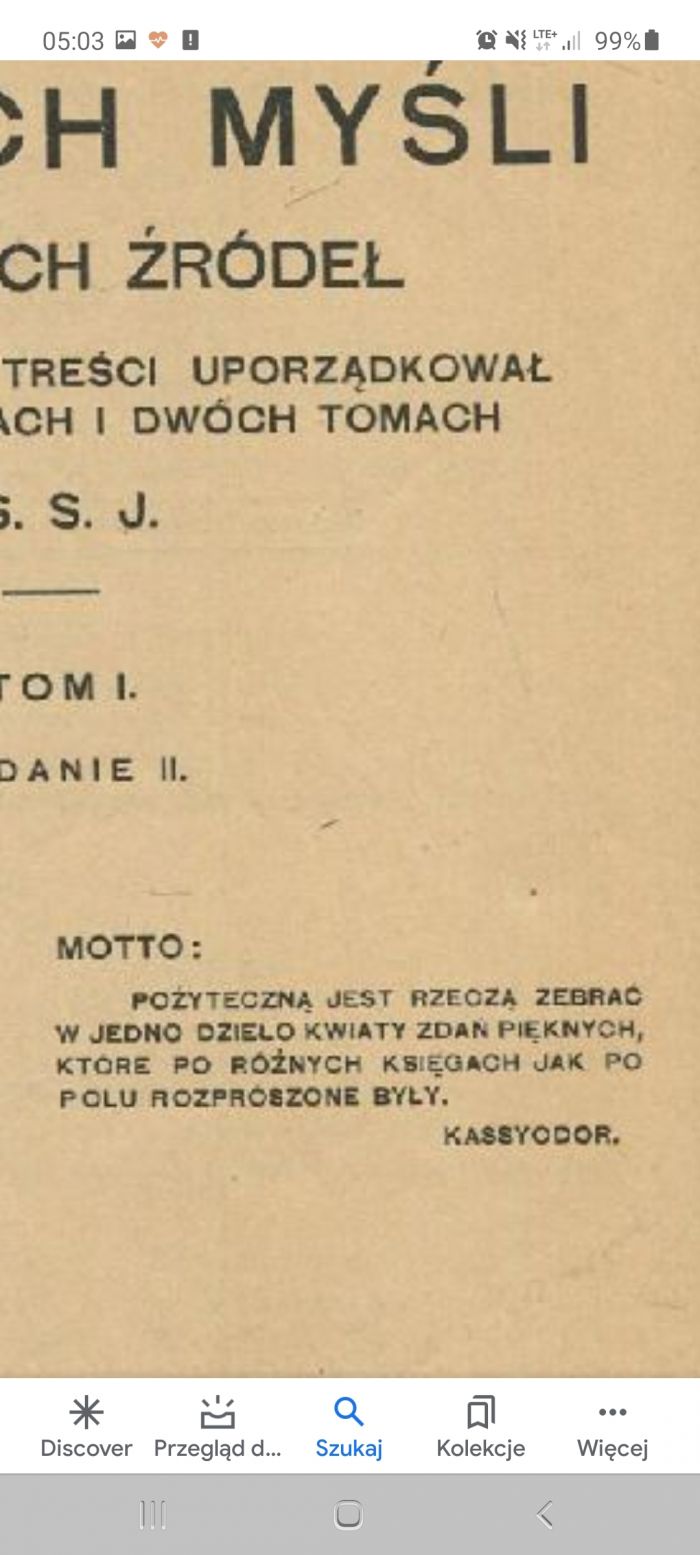 05:03 LTE+ 99%
CH MYŚLI
CH ŹRÓDEŁ
TREŚCI UPORZĄDKOWAŁ
ACH I DWÓCH TOMACH
S. S. J.
TOM I.
DANIE II.
MOTTO:
POŻYTECZNĄ JEST RZECZĄ ZEBRAĆ
W JEDNO DZIEŁO KWIATY ZDAŃ PIĘKNYCH,
KTÓRE PO RÓŻNYCH KSIĘGACH JAK PO
POLU ROZPROSZONE BYŁY.
KASSYODOR.
Discover Przegląd d... Szukaj Kolekcje Więcej